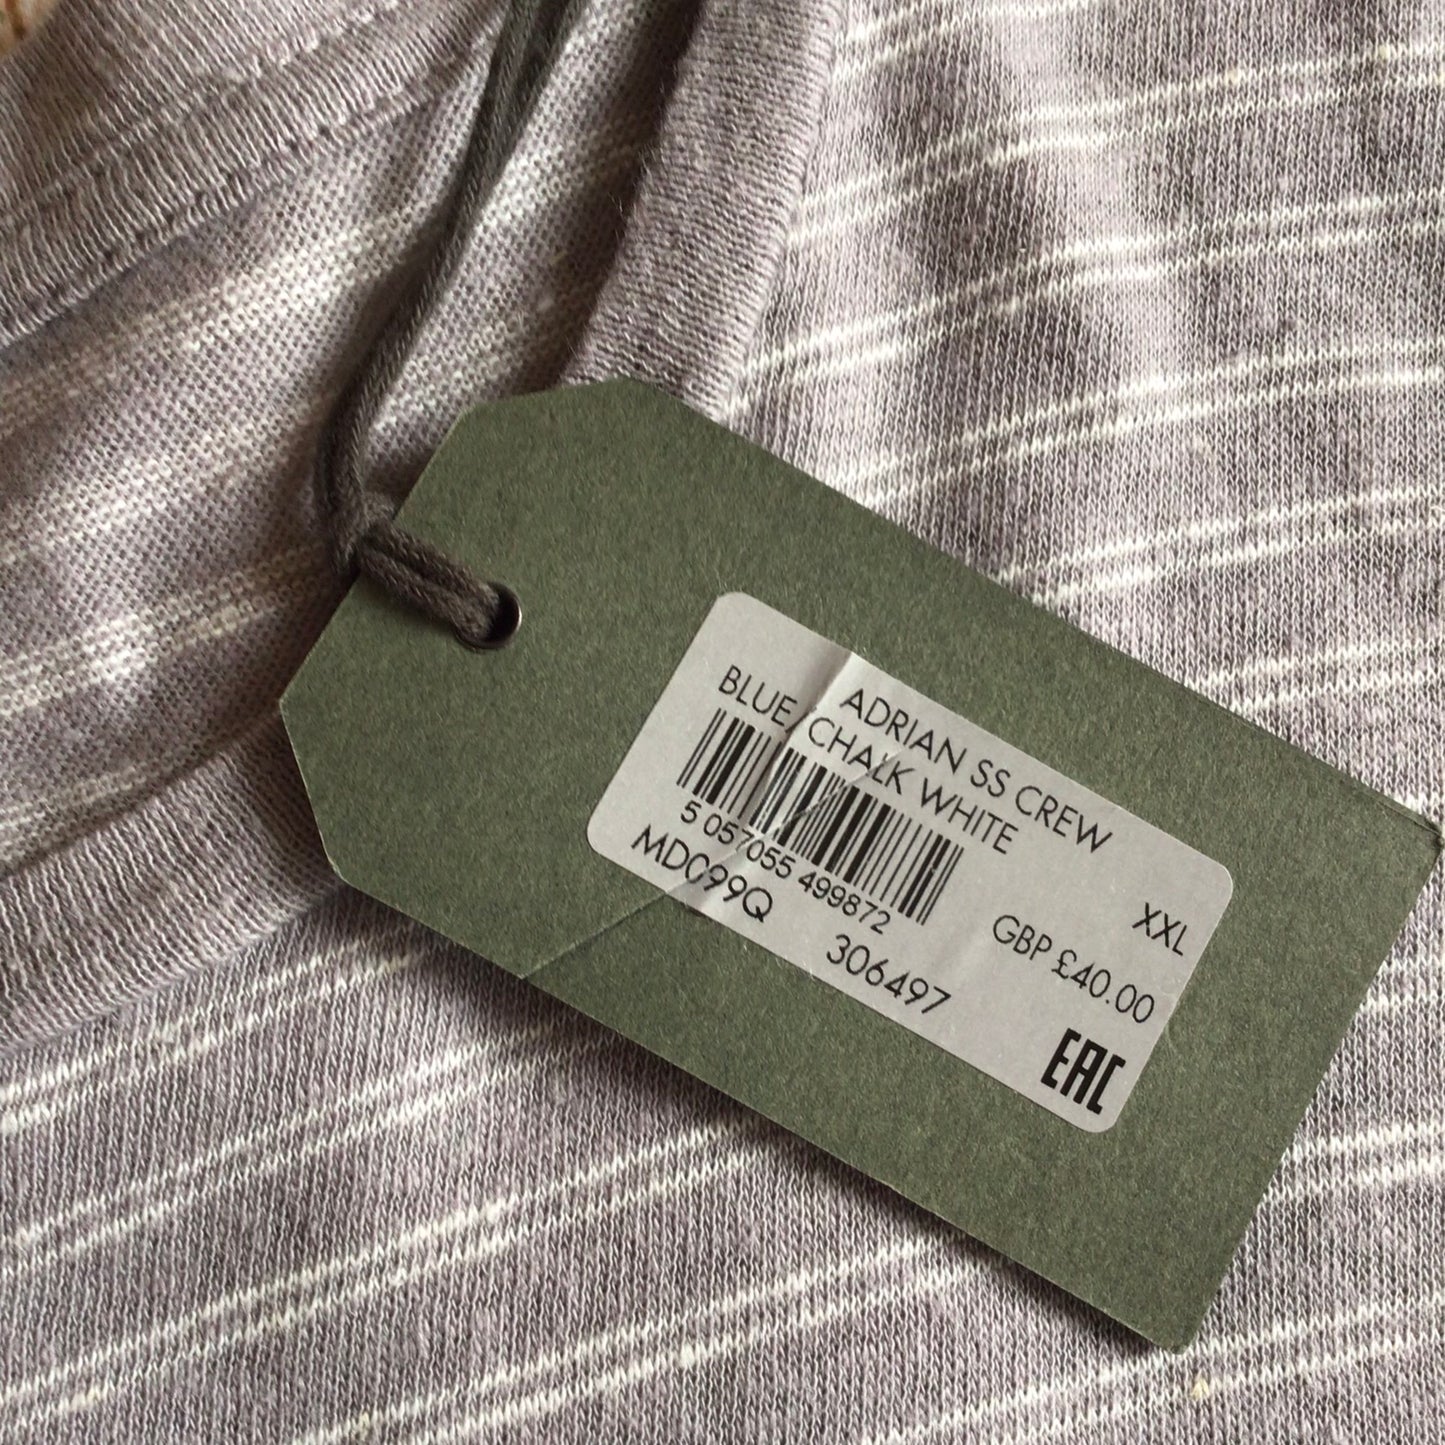 ADRIAN SS CREW
BLUE/CHALK WHITE
5 057055 499872
XXL
MD099Q
306497
GBP £40.00
EAC